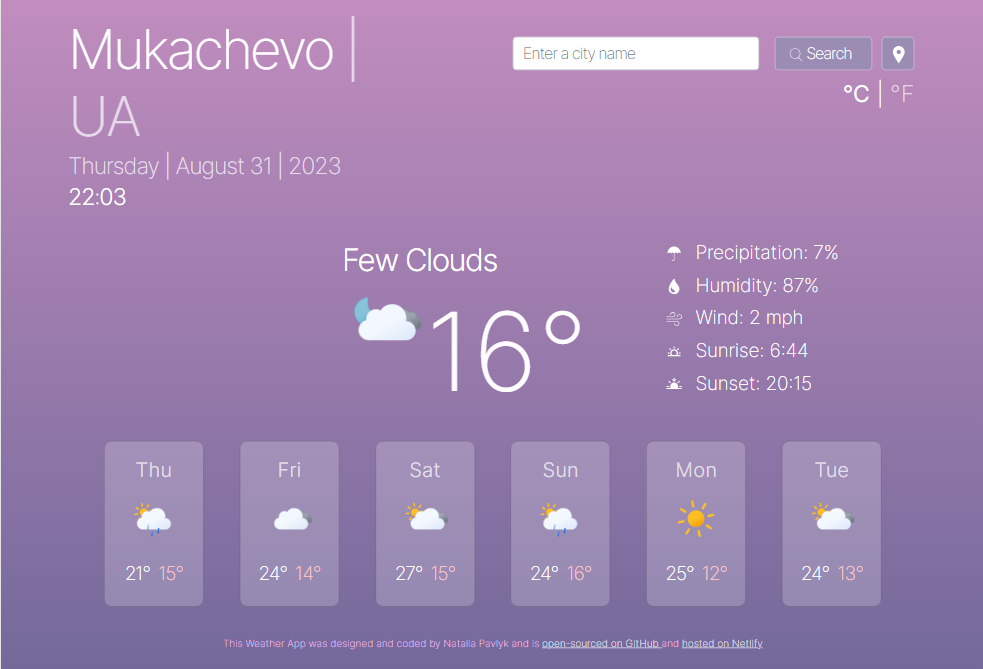 Mukachevo |
UA
Thursday | August 31 | 2023
22:03
Enter a city name
Search
°C | °F
Few Clouds
16°
Precipitation: 7%
Humidity: 87%
Wind: 2 mph
Sunrise: 6:44
Sunset: 20:15
Thu
21° 15°
Fri
24° 14°
Sat
27° 15°
Sun
24° 16°
Mon
25° 12°
Tue
24° 13°
This Weather App was designed and coded by Natalia Pavlyk and is open-sourced on GitHub and hosted on Netlify